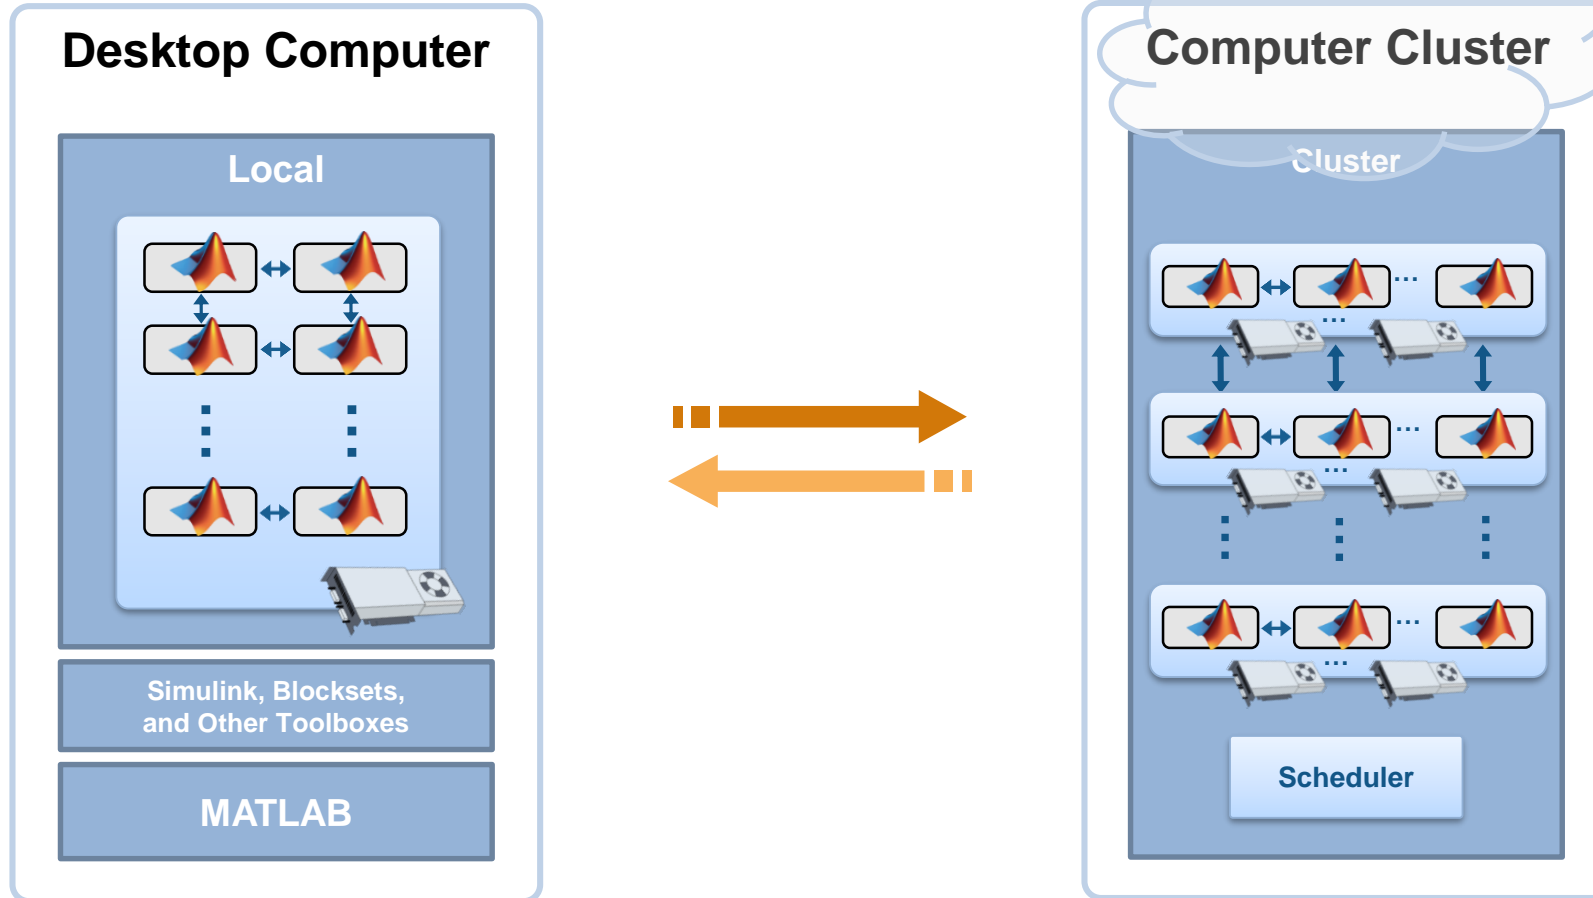 Desktop Computer
Local
Simulink, Blocksets,
and Other Toolboxes
MATLAB
Computer Cluster
Cluster
...
...
...
...
...
...
Scheduler